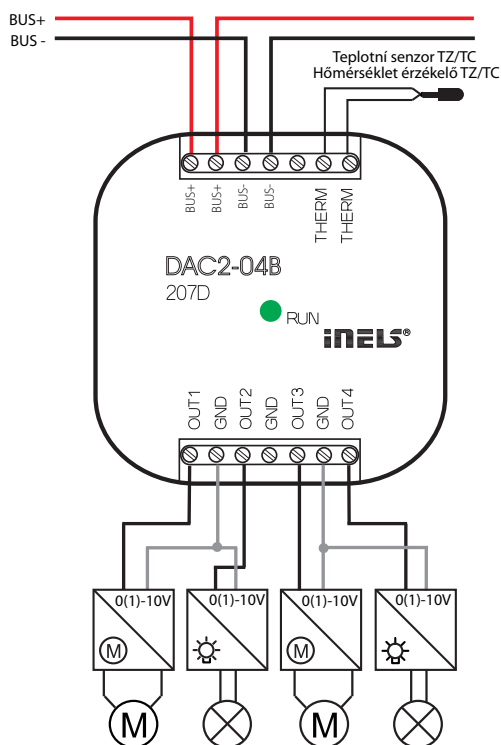 BUS+
BUS -
Teplotní senzor TZ/TC
Hőmérséklet érzékelő TZ/TC
BUS+
BUS+
BUS-
BUS-
THERM
THERM
DAC2-04B
207D
RUN
iNELS®
OUT1
GND
OUT2
GND
OUT3
GND
OUT4
0(1)-10V
0(1)-10V
0(1)-10V
0(1)-10V
M
M
M
M